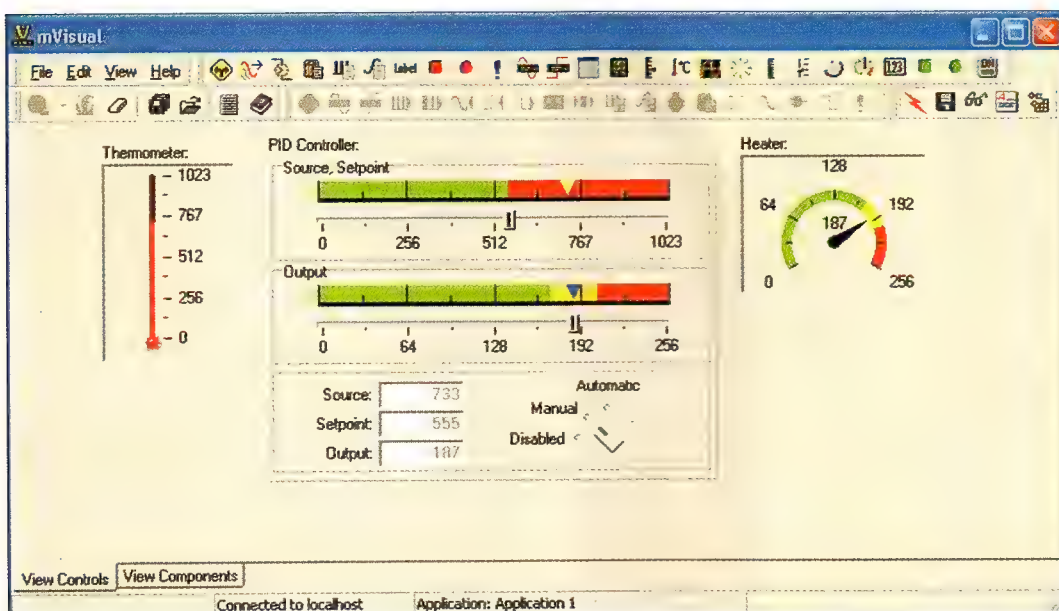 mVisual
File Edit View Help
Label
123
Thermometer:
1023
767
512
256
0
PID Controller:
Source, Setpoint
0 256 512 767 1023
Output
0 64 128 192 256
Source: 733
Setpoint: 555
Output: 187
Automatic
Manual
Disabled
Heater:
128
64 192
187
0 256
View Controls View Components
Connected to localhost Application: Application 1